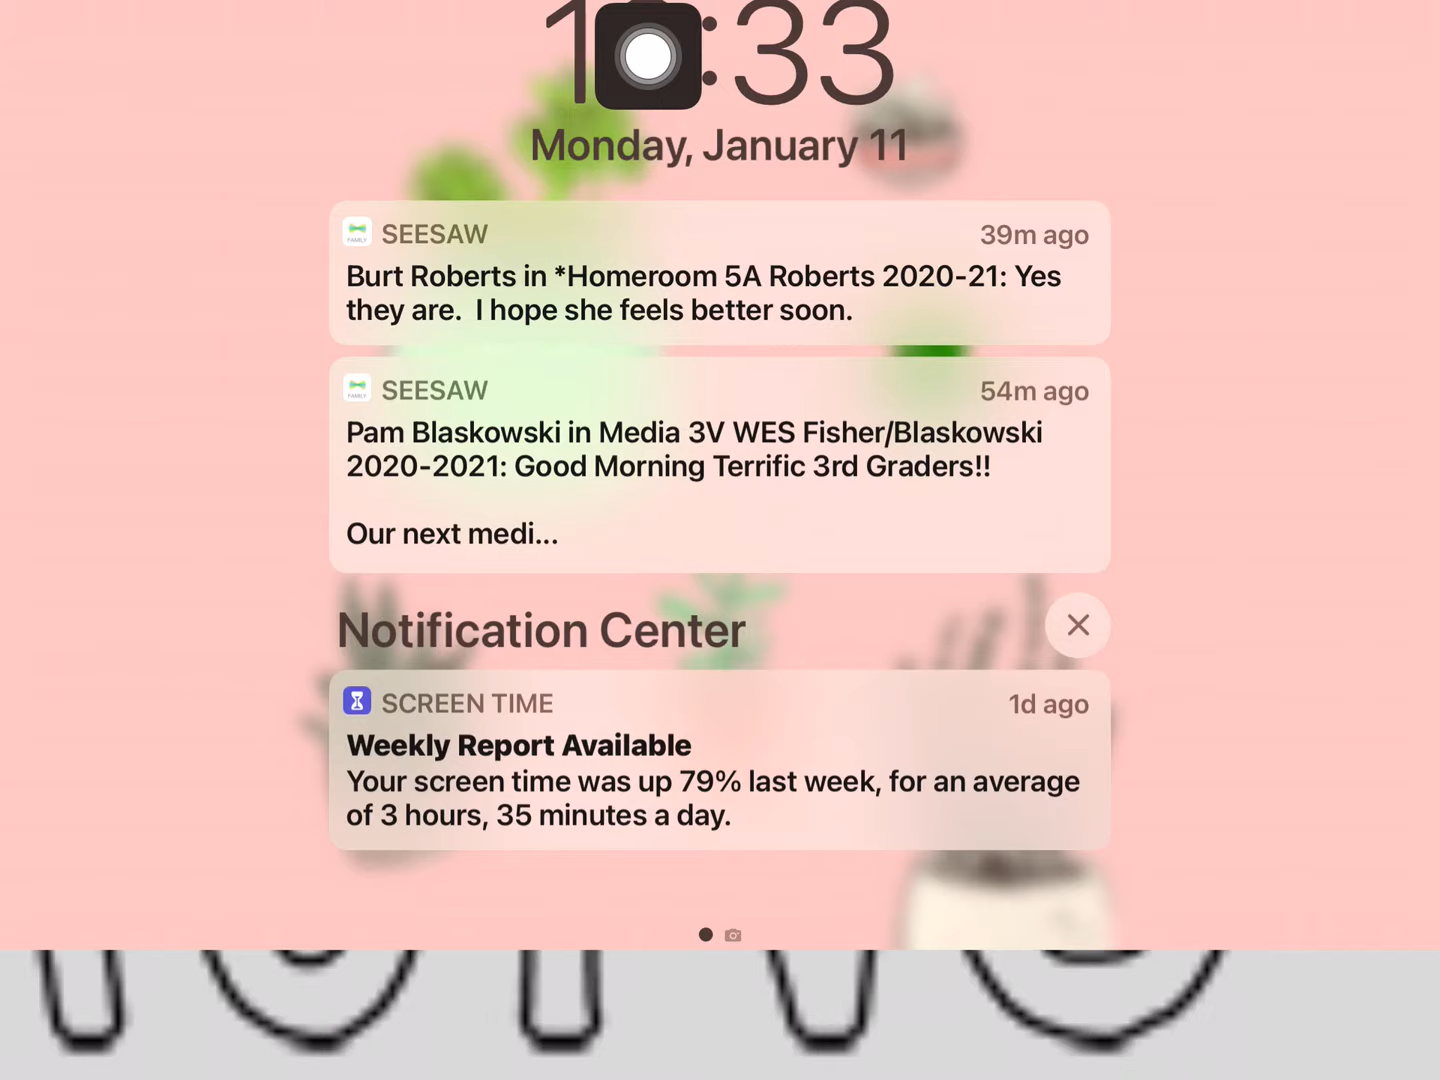 :33
Monday, January 11
SEESAW
39m ago
Burt Roberts in *Homeroom 5A Roberts 2020-21: Yes
they are.  I hope she feels better soon.
SEESAW
54m ago
Pam Blaskowski in Media 3V WES Fisher/Blaskowski
2020-2021: Good Morning Terrific 3rd Graders!!
Our next medi...
Notification Center
SCREEN TIME
1d ago
Weekly Report Available
Your screen time was up 79% last week, for an average
of 3 hours, 35 minutes a day.